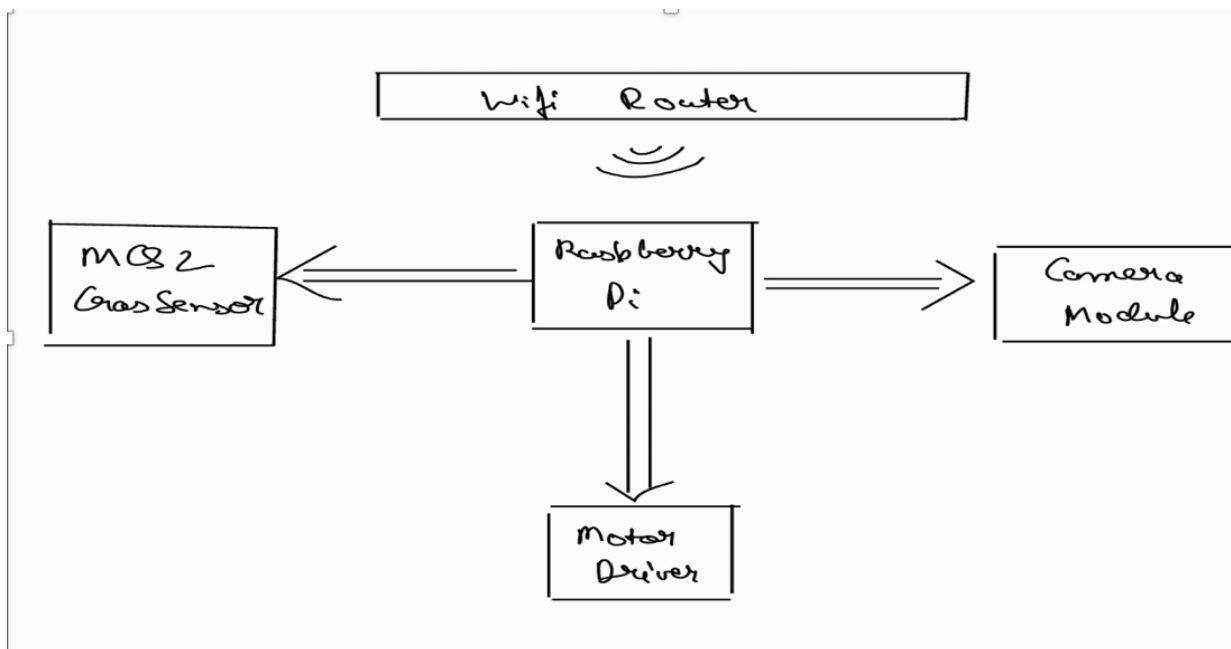 Wifi Router
MQ2
Gas Sensor
Raspberry
Pi
Camera
Module
Motor
Driver